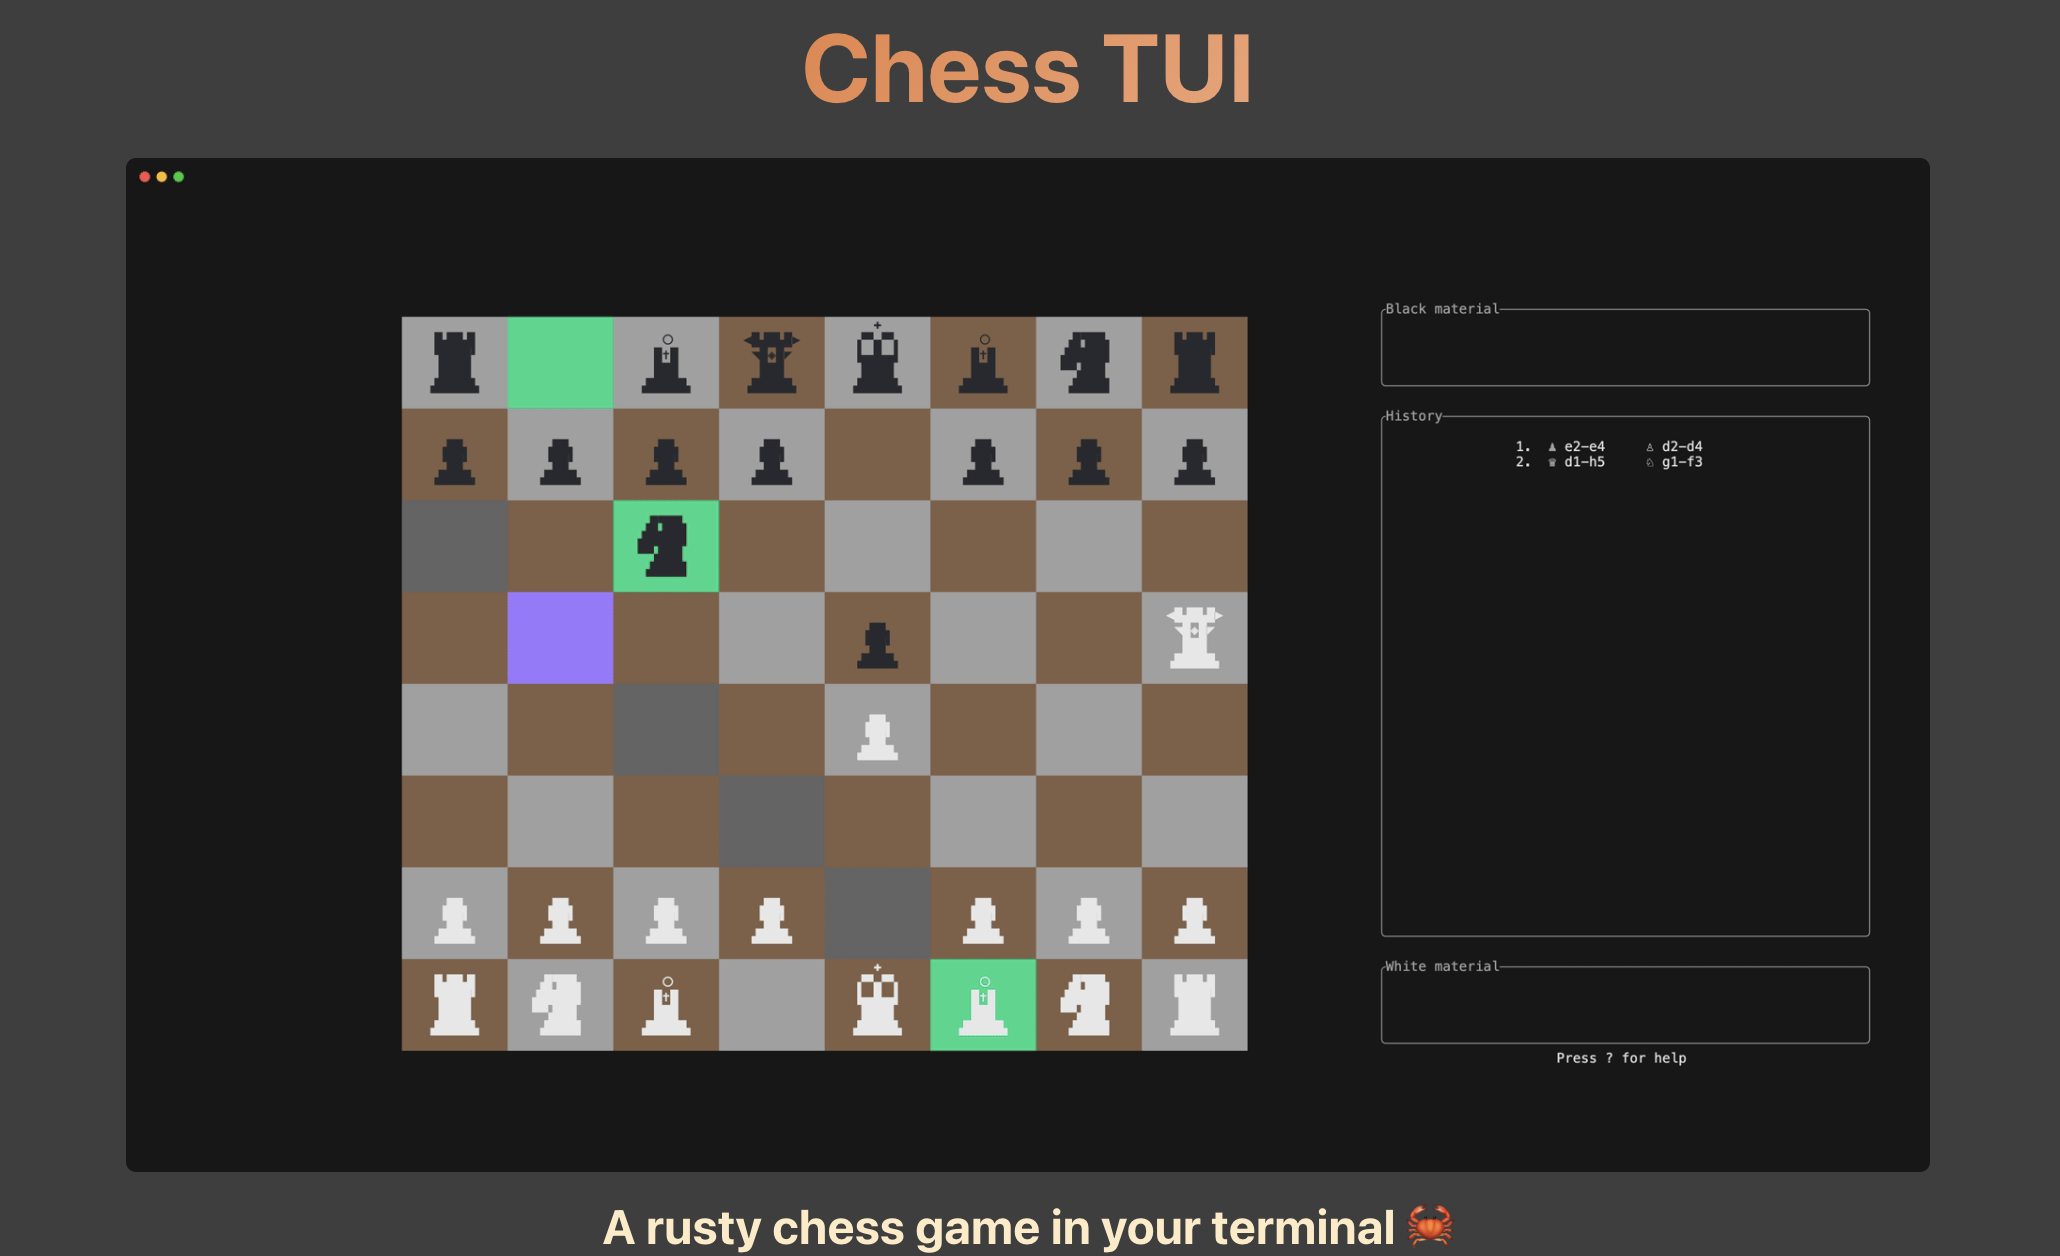 Chess TUI
Black material
History
1. ♟ e2-e4 ♙ d2-d4
2. ♛ d1-h5 ♘ g1-f3
White material
Press ? for help
A rusty chess game in your terminal 🦀